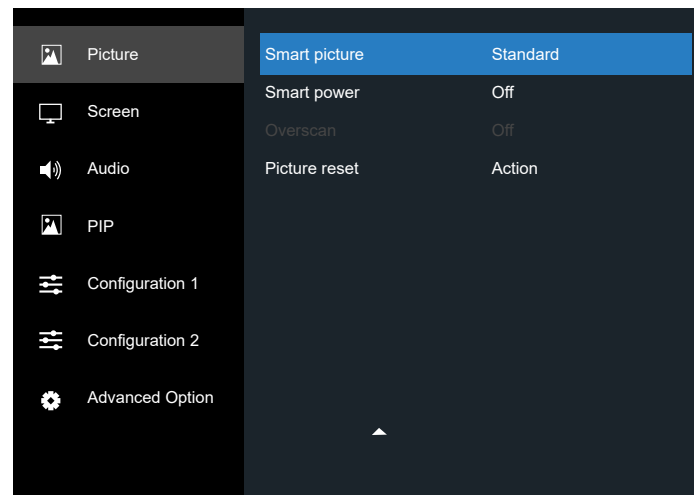 Picture
Screen
Audio
PIP
Configuration 1
Configuration 2
Advanced Option
Smart picture Standard
Smart power Off
Overscan Off
Picture reset Action